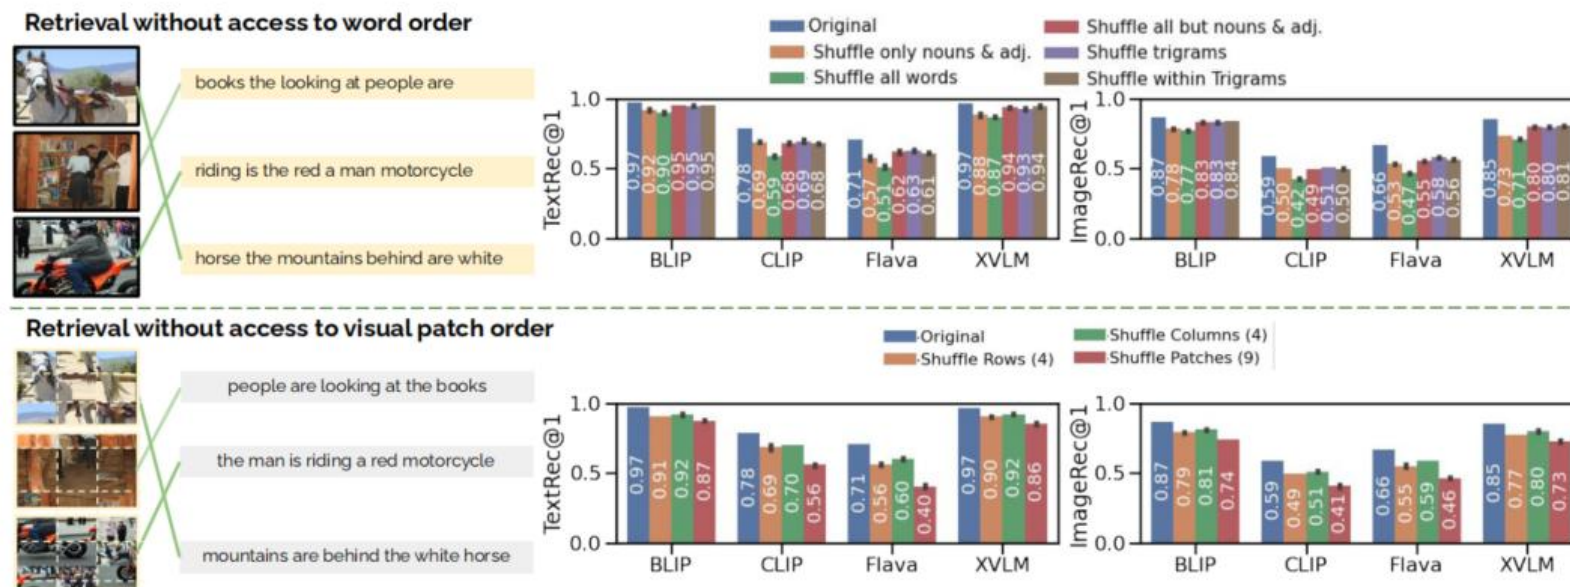 Retrieval without access to word order
books the looking at people are
riding is the red a man motorcycle
horse the mountains behind are white
Original
Shuffle only nouns & adj.
Shuffle all words
Shuffle all but nouns & adj.
Shuffle trigrams
Shuffle within Trigrams
TextRec@1
1.0
0.5
0.0
0.97 0.92 0.90 0.95 0.95 0.95
0.78 0.69 0.59 0.68 0.69 0.68
0.71 0.57 0.51 0.62 0.63 0.61
0.97 0.88 0.87 0.94 0.93 0.94
BLIP CLIP Flava XVLM
ImageRec@1
1.0
0.5
0.0
0.87 0.78 0.77 0.83 0.83 0.84
0.59 0.50 0.42 0.49 0.51 0.50
0.66 0.53 0.47 0.55 0.58 0.56
0.85 0.73 0.71 0.80 0.80 0.81
BLIP CLIP Flava XVLM
Retrieval without access to visual patch order
people are looking at the books
the man is riding a red motorcycle
mountains are behind the white horse
Original
Shuffle Rows (4)
Shuffle Columns (4)
Shuffle Patches (9)
TextRec@1
1.0
0.5
0.0
0.97 0.91 0.92 0.87
0.78 0.69 0.70 0.56
0.71 0.56 0.60 0.40
0.97 0.90 0.92 0.86
BLIP CLIP Flava XVLM
ImageRec@1
1.0
0.5
0.0
0.87 0.79 0.81 0.74
0.59 0.49 0.51 0.41
0.66 0.55 0.59 0.46
0.85 0.77 0.80 0.73
BLIP CLIP Flava XVLM